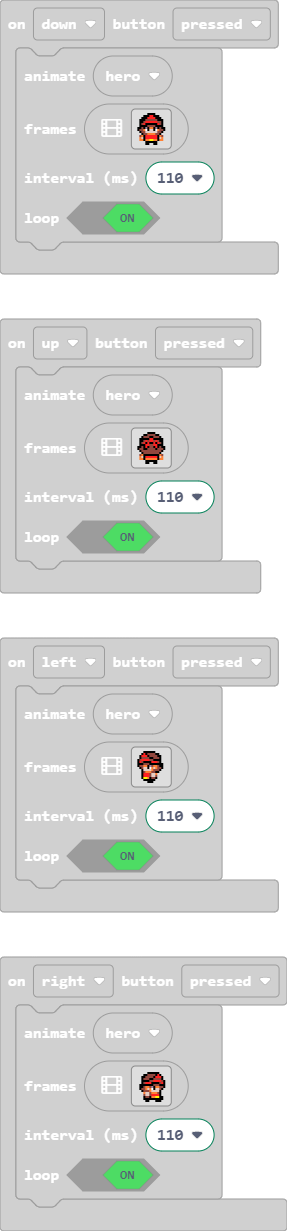 on down button pressed
animate hero
frames
interval (ms) 110
loop ON
on up button pressed
animate hero
frames
interval (ms) 110
loop ON
on left button pressed
animate hero
frames
interval (ms) 110
loop ON
on right button pressed
animate hero
frames
interval (ms) 110
loop ON